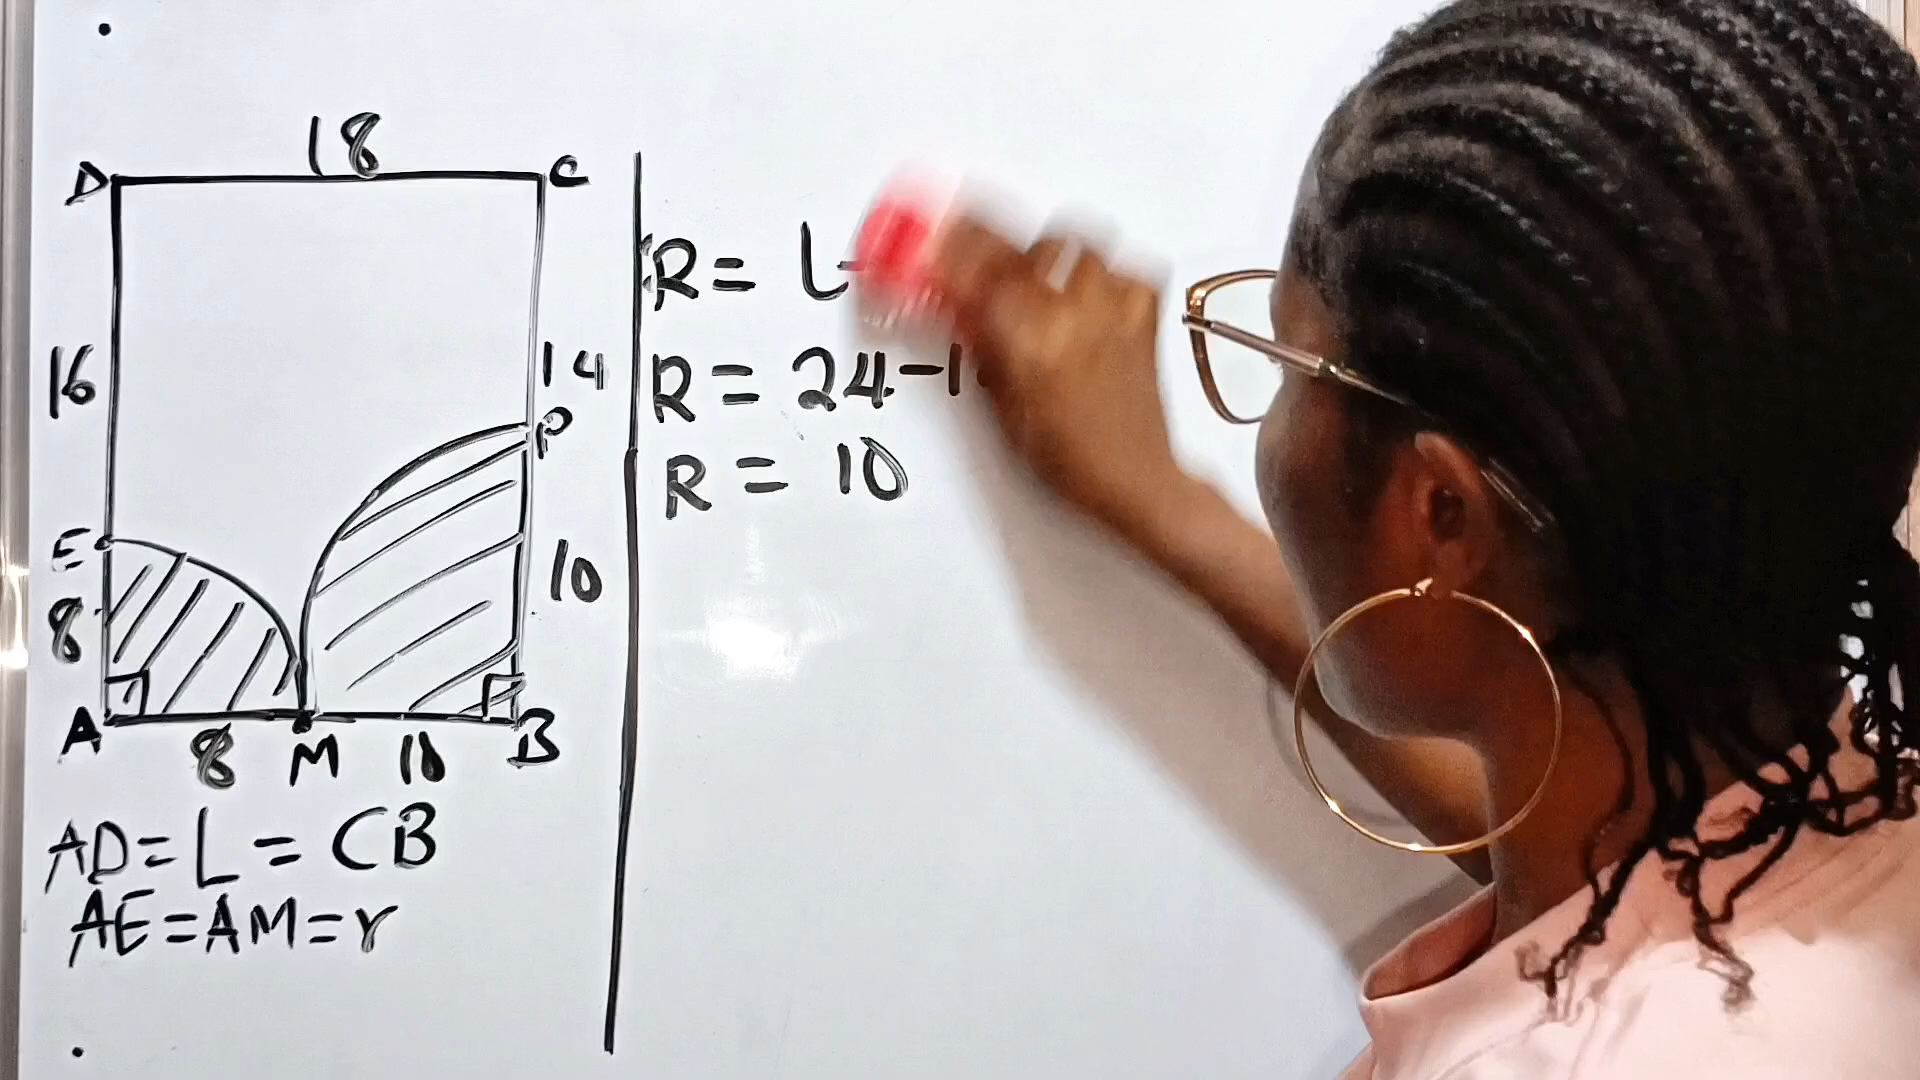 18
D C
16 14
P
E
8 10
A B
8 M 10
AD = L = CB
AE = AM = r
R = L-
R = 24-1
R = 10